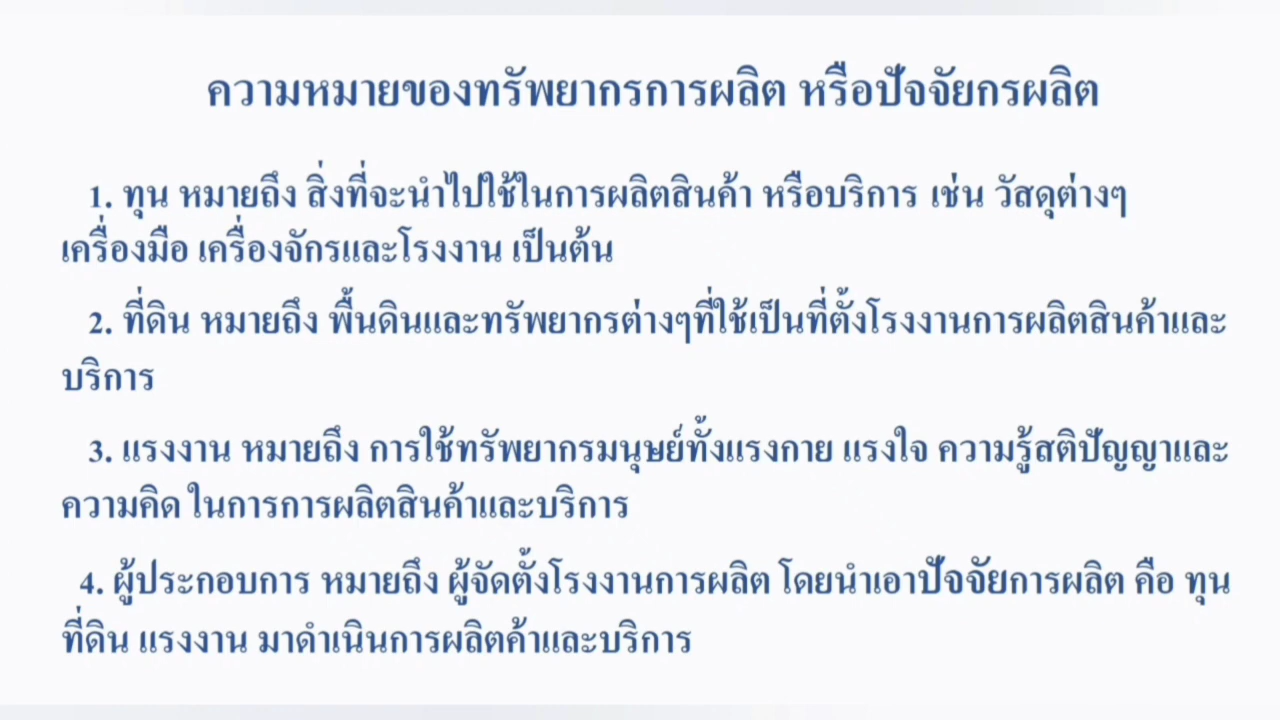 ความหมายของทรัพยากรการผลิต หรือปัจจัยกรผลิต
1. ทุน หมายถึง สิ่งที่จะนำไปใช้ในการผลิตสินค้า หรือบริการ เช่น วัสดุต่างๆ
เครื่องมือ เครื่องจักรและโรงงาน เป็นต้น
2. ที่ดิน หมายถึง พื้นดินและทรัพยากรต่างๆที่ใช้เป็นที่ตั้งโรงงานการผลิตสินค้าและ
บริการ
3. แรงงาน หมายถึง การใช้ทรัพยากรมนุษย์ทั้งแรงกาย แรงใจ ความรู้สติปัญญาและ
ความคิด ในการการผลิตสินค้าและบริการ
4. ผู้ประกอบการ หมายถึง ผู้จัดตั้งโรงงานการผลิต โดยนำเอาปัจจัยการผลิต คือ ทุน
ที่ดิน แรงงาน มาดำเนินการผลิตค้าและบริการ